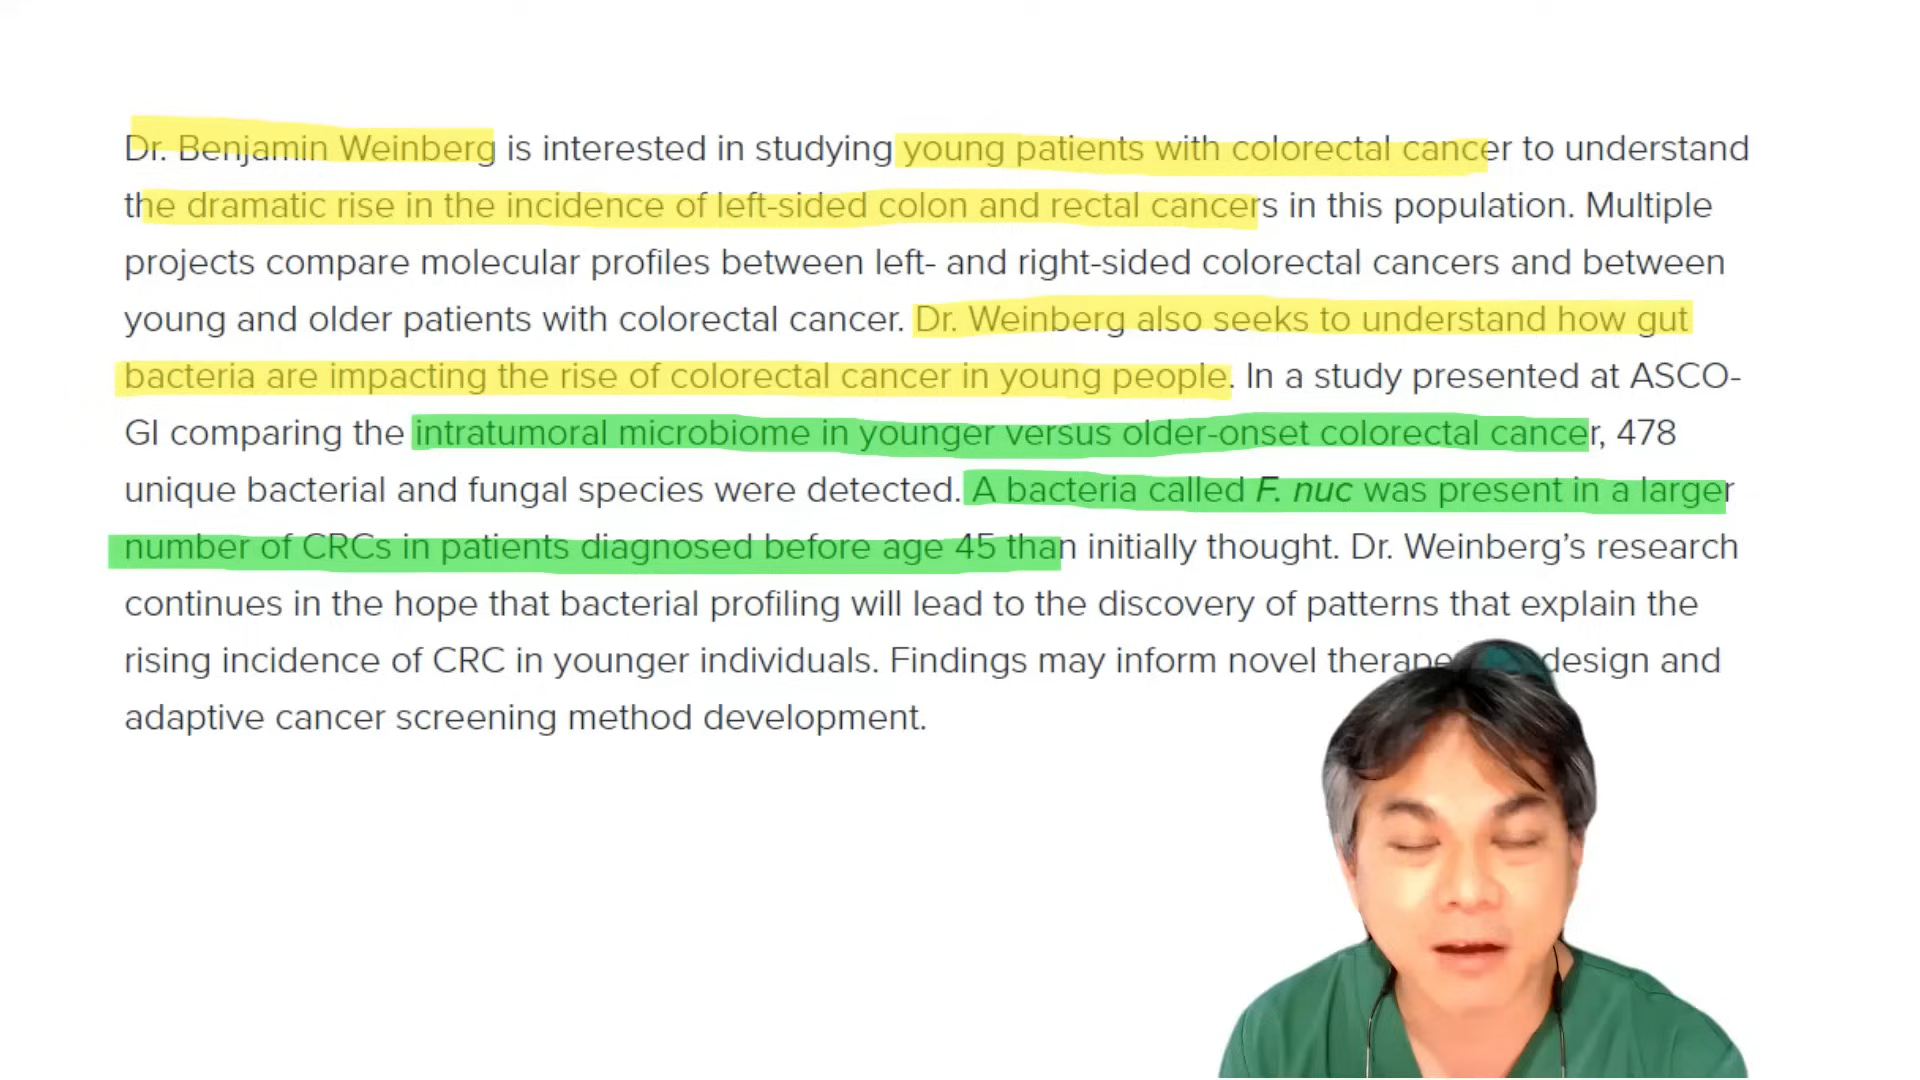 Dr. Benjamin Weinberg is interested in studying young patients with colorectal cancer to understand
the dramatic rise in the incidence of left-sided colon and rectal cancers in this population. Multiple
projects compare molecular profiles between left- and right-sided colorectal cancers and between
young and older patients with colorectal cancer. Dr. Weinberg also seeks to understand how gut
bacteria are impacting the rise of colorectal cancer in young people. In a study presented at ASCO-
GI comparing the intratumoral microbiome in younger versus older-onset colorectal cancer, 478
unique bacterial and fungal species were detected. A bacteria called F. nuc was present in a larger
number of CRCs in patients diagnosed before age 45 than initially thought. Dr. Weinberg’s research
continues in the hope that bacterial profiling will lead to the discovery of patterns that explain the
rising incidence of CRC in younger individuals. Findings may inform novel design and
adaptive cancer screening method development.